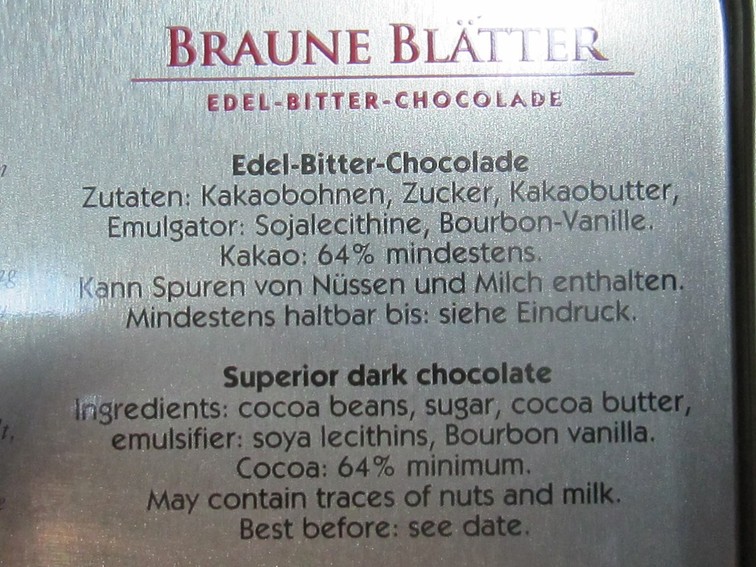 BRAUNE BLÄTTER
EDEL-BITTER-CHOCOLADE
Edel-Bitter-Chocolade
Zutaten: Kakaobohnen, Zucker, Kakaobutter,
Emulgator: Sojalecithine, Bourbon-Vanille.
Kakao: 64% mindestens.
Kann Spuren von Nüssen und Milch enthalten.
Mindestens haltbar bis: siehe Eindruck.
Superior dark chocolate
Ingredients: cocoa beans, sugar, cocoa butter,
emulsifier: soya lecithins, Bourbon vanilla.
Cocoa: 64% minimum.
May contain traces of nuts and milk.
Best before: see date.